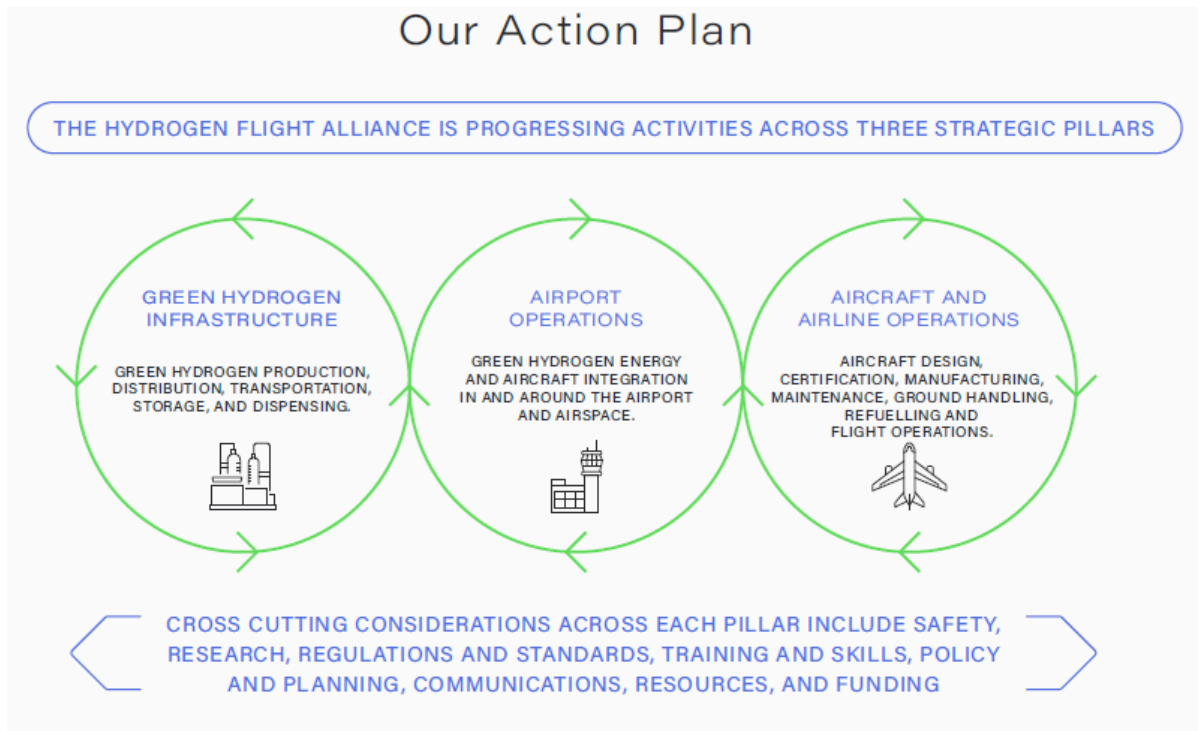 Our Action Plan
THE HYDROGEN FLIGHT ALLIANCE IS PROGRESSING ACTIVITIES ACROSS THREE STRATEGIC PILLARS
GREEN HYDROGEN
INFRASTRUCTURE
GREEN HYDROGEN PRODUCTION,
DISTRIBUTION, TRANSPORTATION,
STORAGE, AND DISPENSING.
AIRPORT
OPERATIONS
GREEN HYDROGEN ENERGY
AND AIRCRAFT INTEGRATION
IN AND AROUND THE AIRPORT
AND AIRSPACE.
AIRCRAFT AND
AIRLINE OPERATIONS
AIRCRAFT DESIGN,
CERTIFICATION, MANUFACTURING,
MAINTENANCE, GROUND HANDLING,
REFUELLING AND
FLIGHT OPERATIONS.
CROSS CUTTING CONSIDERATIONS ACROSS EACH PILLAR INCLUDE SAFETY,
RESEARCH, REGULATIONS AND STANDARDS, TRAINING AND SKILLS, POLICY
AND PLANNING, COMMUNICATIONS, RESOURCES, AND FUNDING